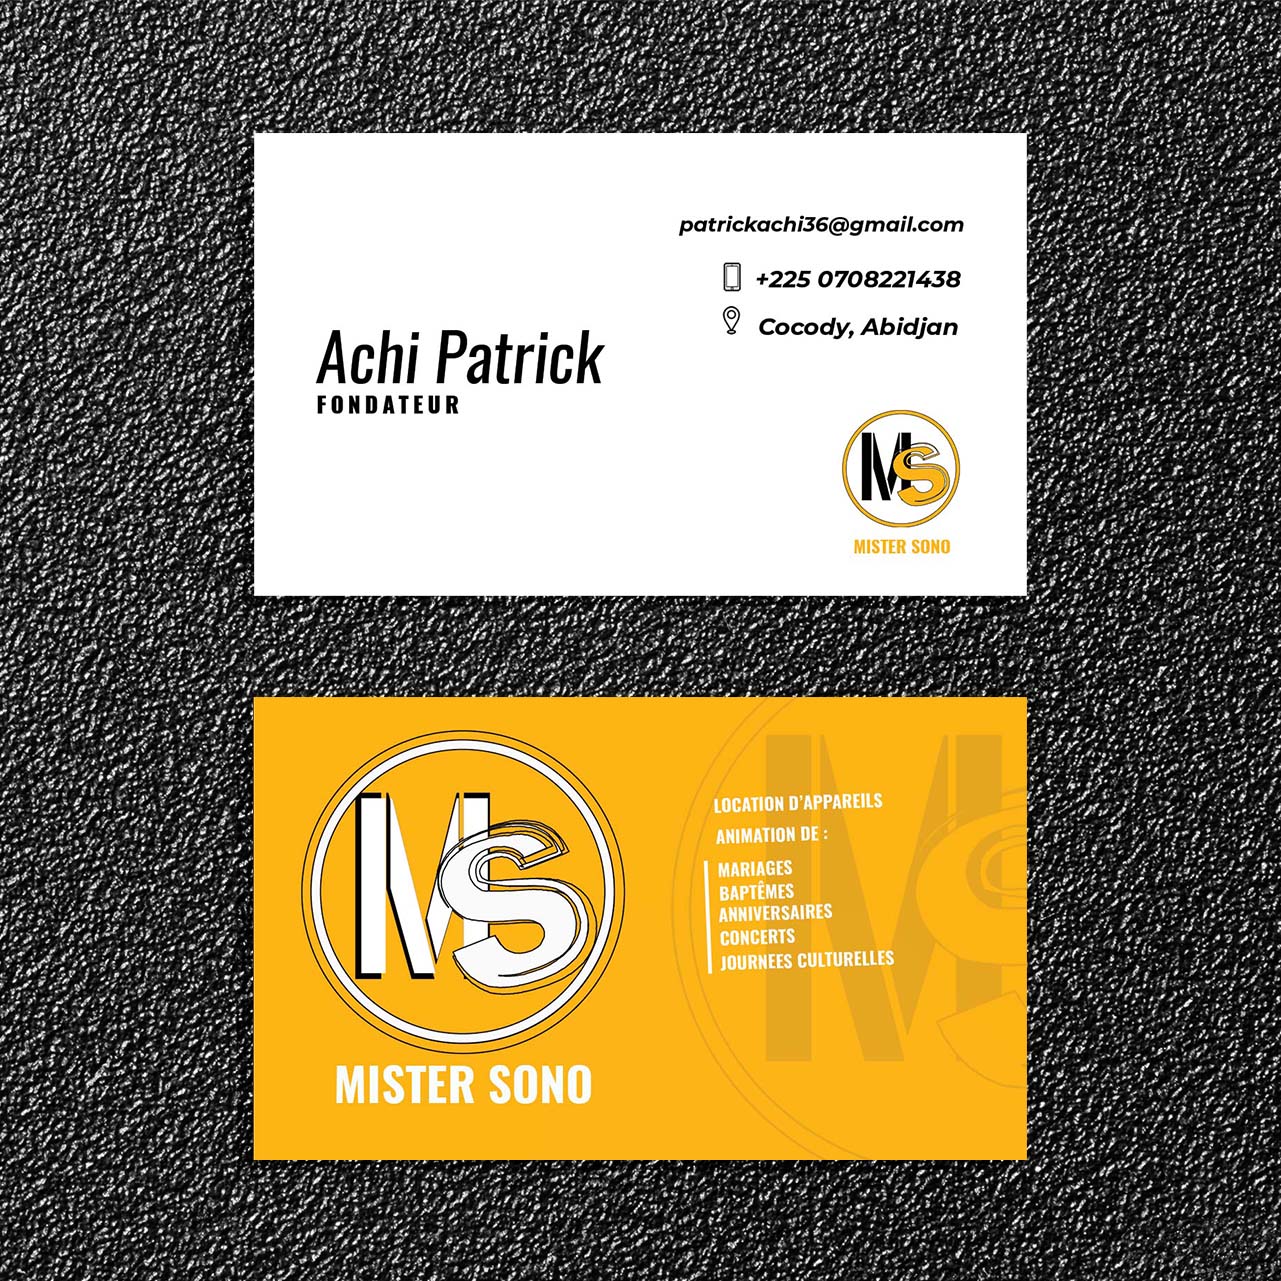 patrickachi36@gmail.com
+225 0708221438
Cocody, Abidjan
Achi Patrick
FONDATEUR
MS
MISTER SONO
MS
MISTER SONO
LOCATION D'APPAREILS
ANIMATION DE :
MARIAGES
BAPTÊMES
ANNIVERSAIRES
CONCERTS
JOURNEES CULTURELLES
MS